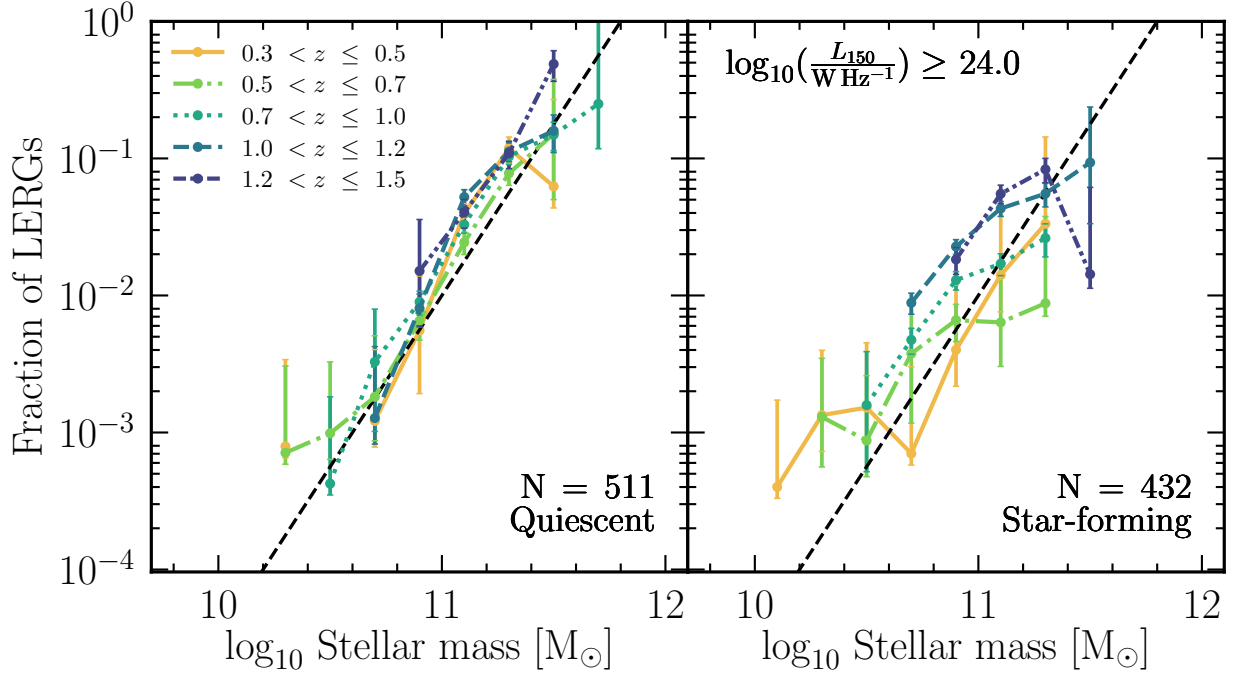 Fraction of LERGs
10⁰
10⁻¹
10⁻²
10⁻³
10⁻⁴
0.3 < z ≤ 0.5
0.5 < z ≤ 0.7
0.7 < z ≤ 1.0
1.0 < z ≤ 1.2
1.2 < z ≤ 1.5
N = 511
Quiescent
10 11 12
log₁₀ Stellar mass [M⊙]
log₁₀(L₁₅₀/W Hz⁻¹) ≥ 24.0
N = 432
Star-forming
10 11 12
log₁₀ Stellar mass [M⊙]